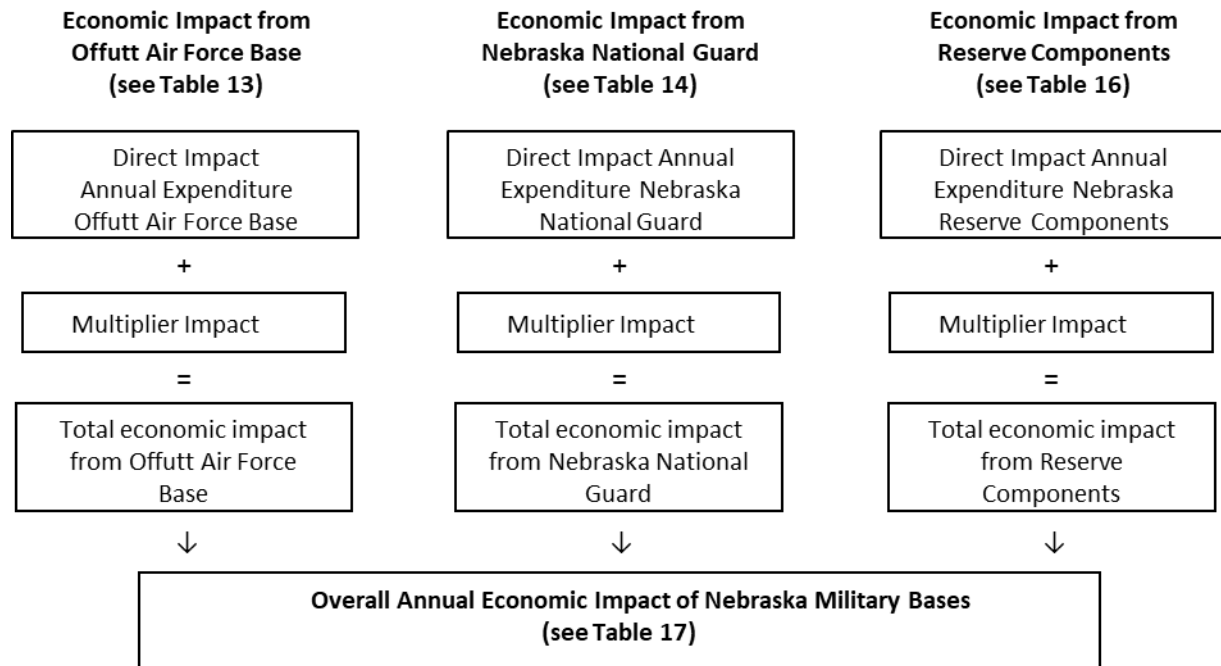 Economic Impact from
Offutt Air Force Base
(see Table 13)
Direct Impact
Annual Expenditure
Offutt Air Force Base
+
Multiplier Impact
=
Total economic impact
from Offutt Air Force
Base
↓
Economic Impact from
Nebraska National Guard
(see Table 14)
Direct Impact Annual
Expenditure Nebraska
National Guard
+
Multiplier Impact
=
Total economic impact
from Nebraska National
Guard
↓
Economic Impact from
Reserve Components
(see Table 16)
Direct Impact Annual
Expenditure Nebraska
Reserve Components
+
Multiplier Impact
=
Total economic impact
from Reserve
Components
↓
Overall Annual Economic Impact of Nebraska Military Bases
(see Table 17)